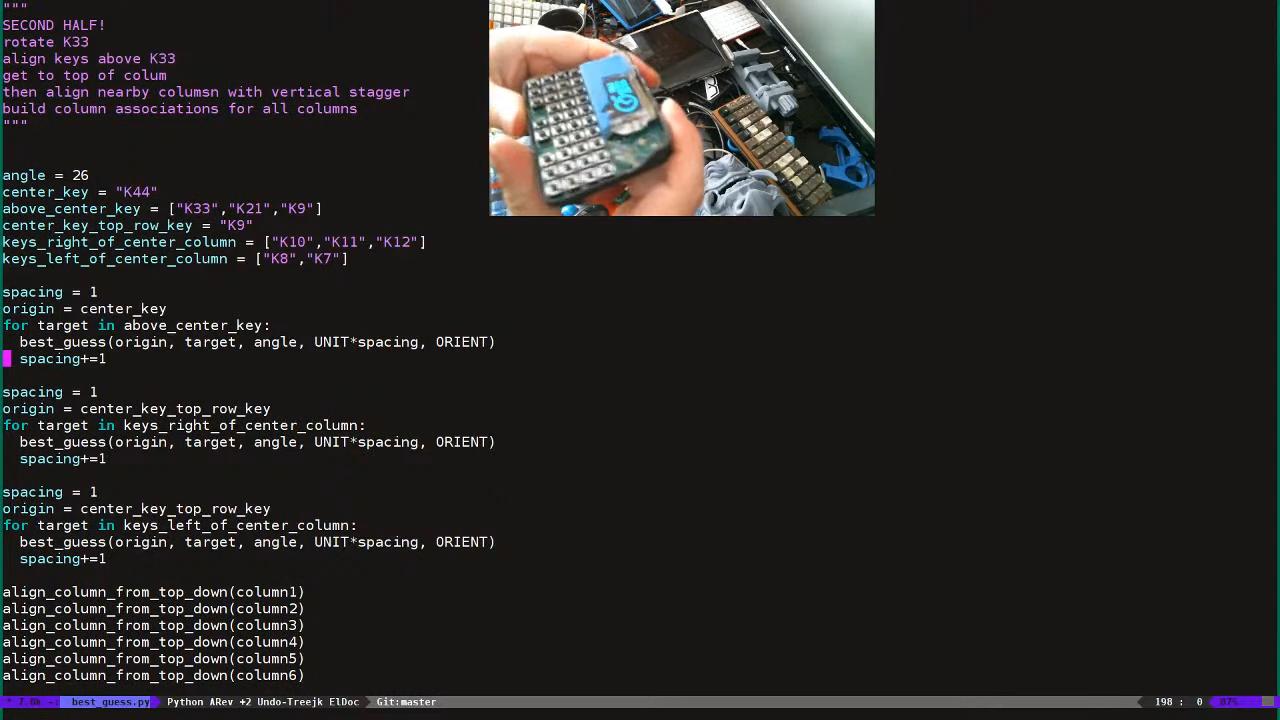 """
SECOND HALF!
rotate K33
align keys above K33
get to top of colum
then align nearby columsn with vertical stagger
build column associations for all columns
"""
angle = 26
center_key = "K44"
above_center_key = ["K33","K21","K9"]
center_key_top_row_key = "K9"
keys_right_of_center_column = ["K10","K11","K12"]
keys_left_of_center_column = ["K8","K7"]
spacing = 1
origin = center_key
for target in above_center_key:
best_guess(origin, target, angle, UNIT*spacing, ORIENT)
spacing+=1
spacing = 1
origin = center_key_top_row_key
for target in keys_right_of_center_column:
best_guess(origin, target, angle, UNIT*spacing, ORIENT)
spacing+=1
spacing = 1
origin = center_key_top_row_key
for target in keys_left_of_center_column:
best_guess(origin, target, angle, UNIT*spacing, ORIENT)
spacing+=1
align_column_from_top_down(column1)
align_column_from_top_down(column2)
align_column_from_top_down(column3)
align_column_from_top_down(column4)
align_column_from_top_down(column5)
align_column_from_top_down(column6)
best_guess.py Python ARev +2 Undo-Treejk ElDoc Git:master 198 : 0 87%